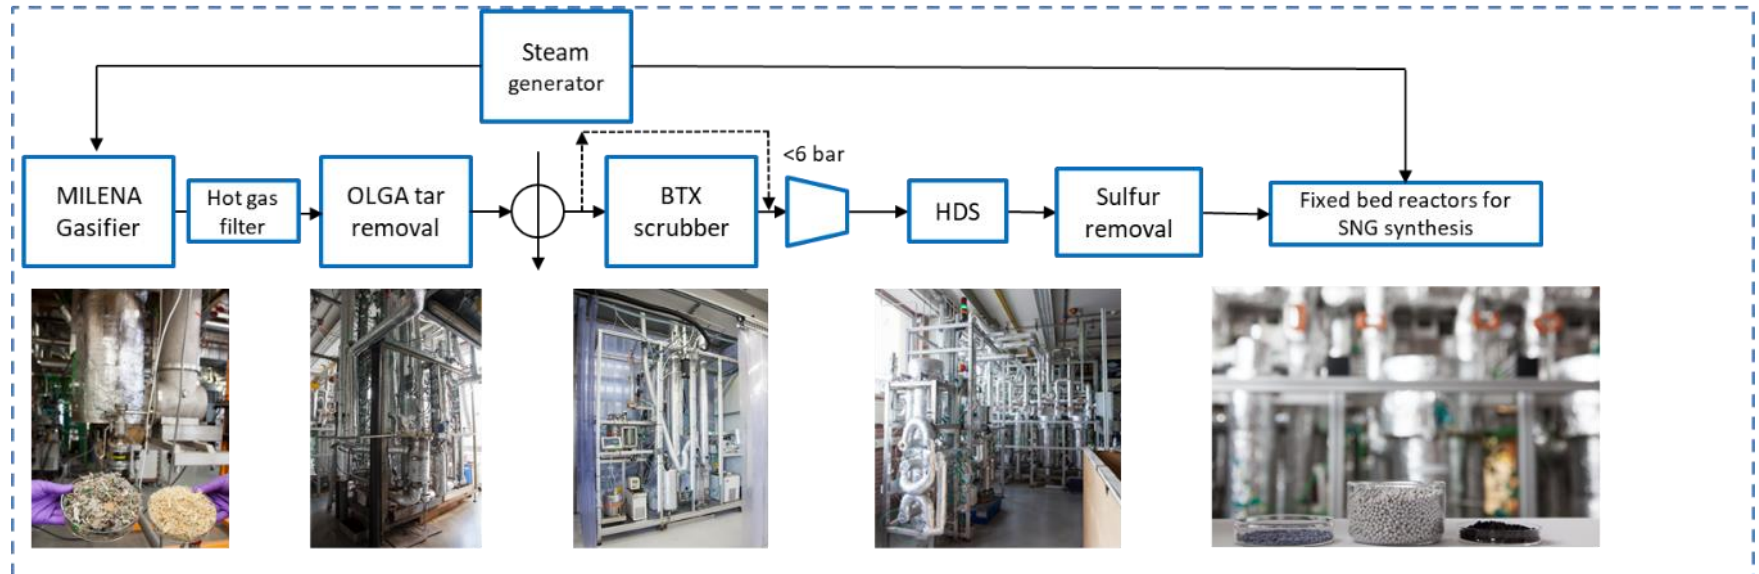 Steam
generator
<6 bar
MILENA
Gasifier
Hot gas
filter
OLGA tar
removal
BTX
scrubber
HDS
Sulfur
removal
Fixed bed reactors for
SNG synthesis